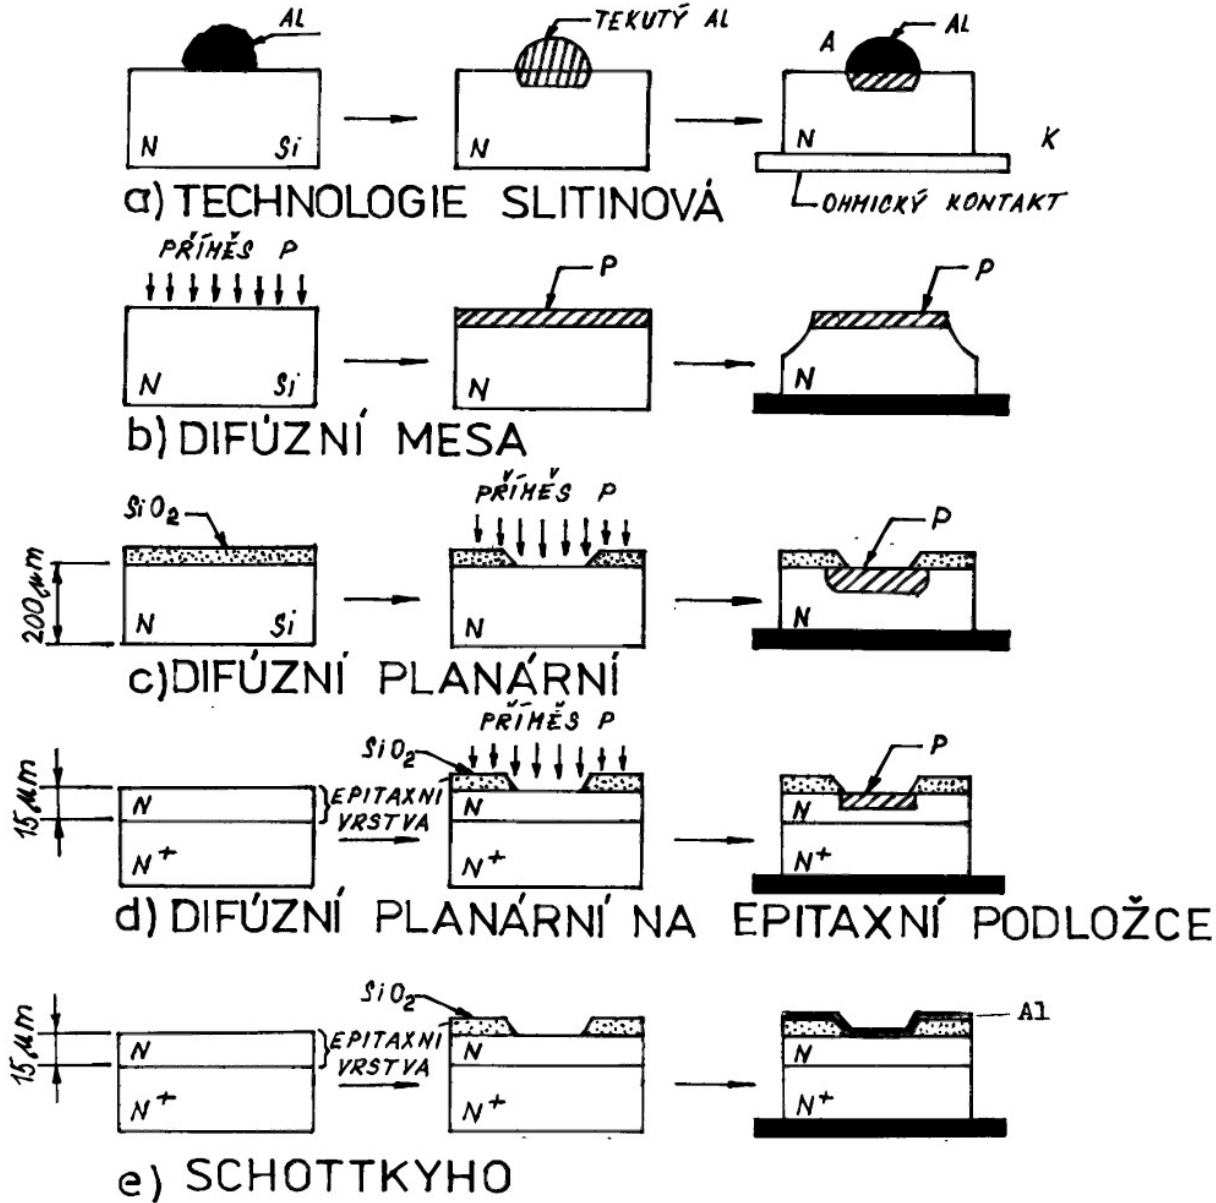 AL
TEKUTÝ AL
A
AL
N
Si
N
N
K
a) TECHNOLOGIE SLITINOVÁ
OHMICKÝ KONTAKT
PŘÍMĚS P
P
P
N
Si
N
N
b) DIFÚZNÍ MESA
SiO2
PŘÍMĚS P
P
200μm
N
Si
N
N
c) DIFÚZNÍ PLANÁRNÍ
PŘÍMĚS P
SiO2
P
15μm
N
EPITAXNÍ
VRSTVA
N
N+
N+
N+
d) DIFÚZNÍ PLANÁRNÍ NA EPITAXNÍ PODLOŽCE
SiO2
Al
15μm
N
EPITAXNÍ
VRSTVA
N
N
N+
N+
N+
e) SCHOTTKYHO